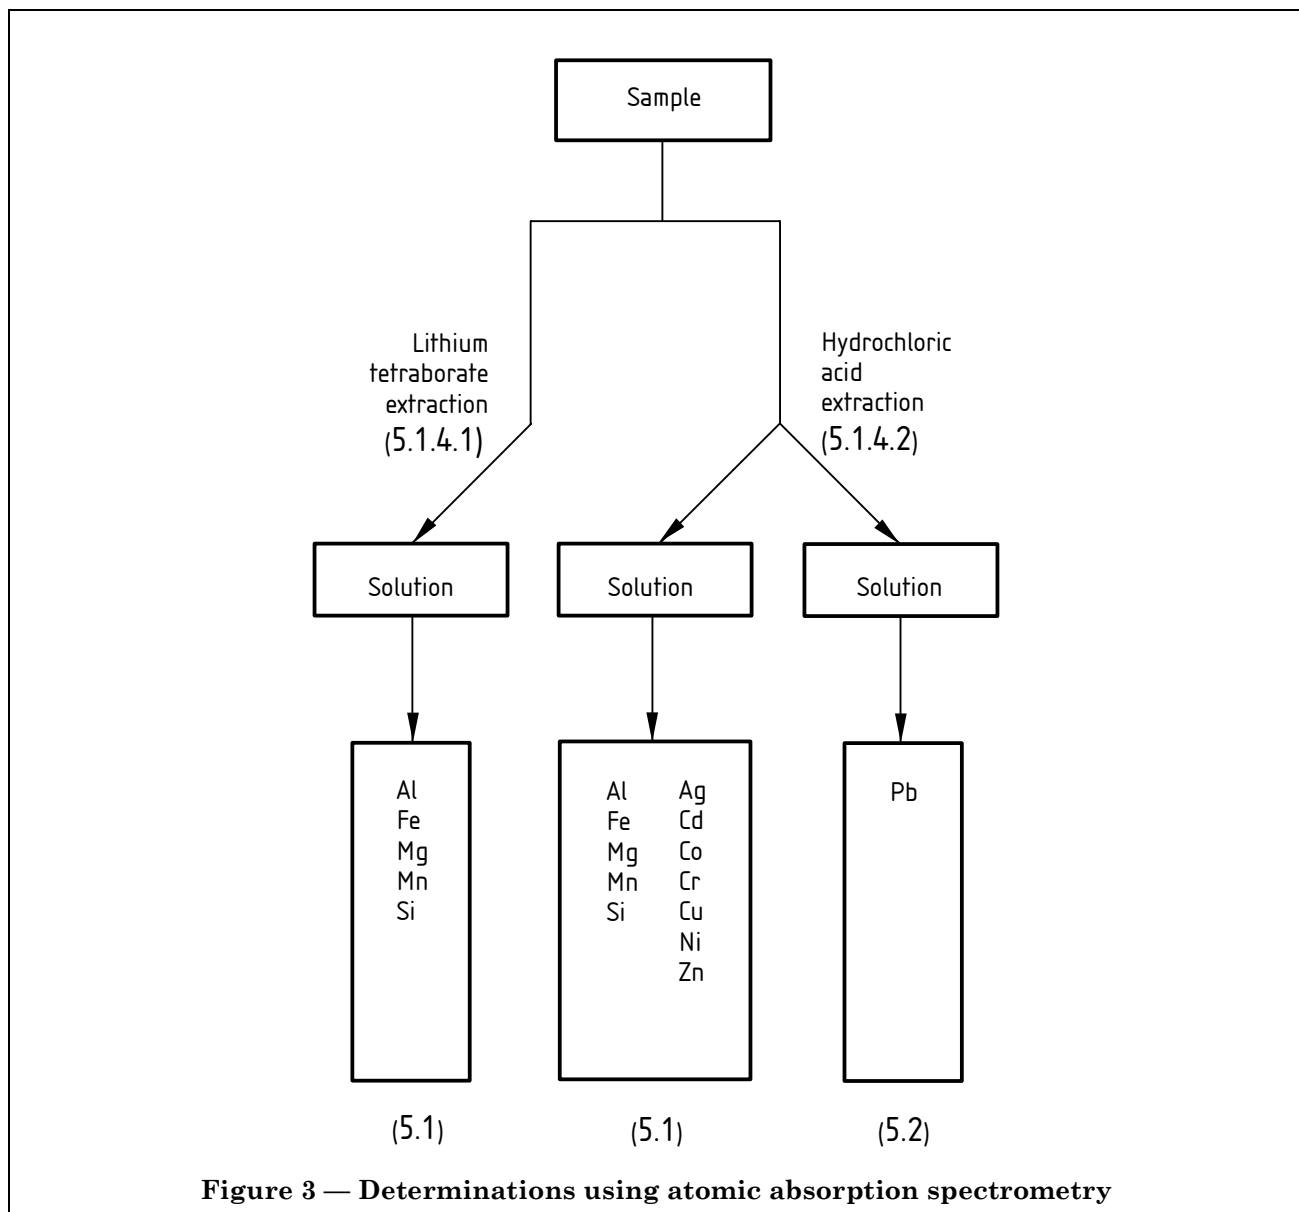 Sample
Lithium
tetraborate
extraction
(5.1.4.1)
Hydrochloric
acid
extraction
(5.1.4.2)
Solution
Solution
Solution
Al
Fe
Mg
Mn
Si
Al
Fe
Mg
Mn
Si
Ag
Cd
Co
Cr
Cu
Ni
Zn
Pb
(5.1)
(5.1)
(5.2)
Figure 3 — Determinations using atomic absorption spectrometry